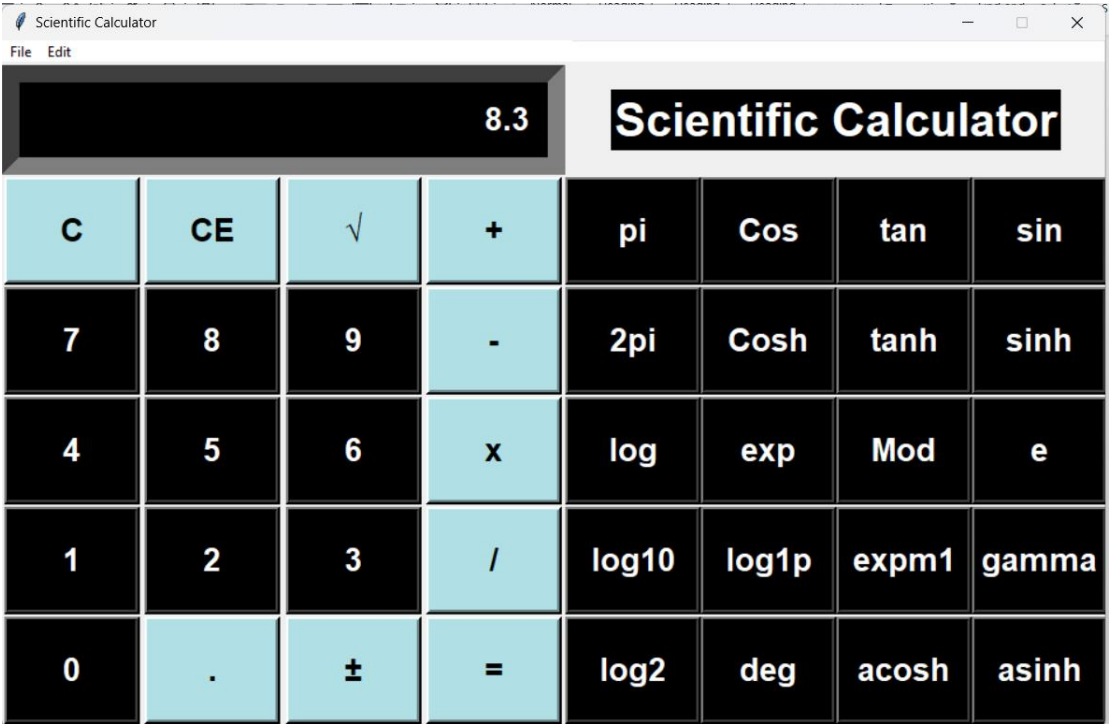 Scientific Calculator
File Edit
8.3
Scientific Calculator
C CE √ + pi Cos tan sin
7 8 9 - 2pi Cosh tanh sinh
4 5 6 x log exp Mod e
1 2 3 / log10 log1p expm1 gamma
0 . ± = log2 deg acosh asinh